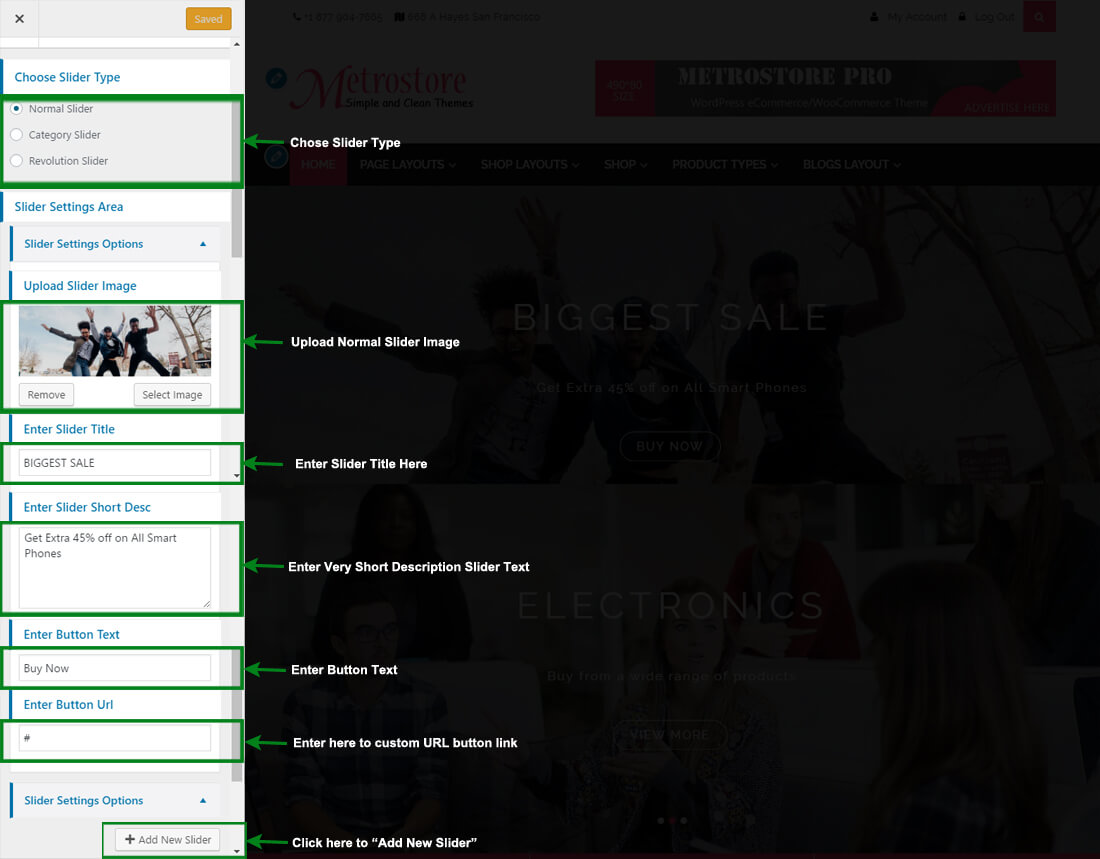 Saved
Choose Slider Type
Normal Slider
Category Slider
Revolution Slider
Chose Slider Type
Slider Settings Area
Slider Settings Options
Upload Slider Image
Upload Normal Slider Image
Remove
Select Image
Enter Slider Title
BIGGEST SALE
Enter Slider Title Here
Enter Slider Short Desc
Get Extra 45% off on All Smart
Phones
Enter Very Short Description Slider Text
Enter Button Text
Buy Now
Enter Button Text
Enter Button Url
#
Enter here to custom URL button link
Slider Settings Options
Add New Slider
Click here to “Add New Slider”
+1 877 904-7865 668 A Hayes San Francisco
My Account Log Out
Metrostore
Simple and Clean Themes
490*80
SIZE
METROSTORE PRO
WordPress eCommerce/WooCommerce Theme
ADVERTISE HERE
HOME PAGE LAYOUTS SHOP LAYOUTS SHOP PRODUCT TYPES BLOGS LAYOUT
BIGGEST SALE
Get Extra 45% off on All Smart Phones
BUY NOW
ELECTRONICS
Buy from a wide range of products
VIEW MORE